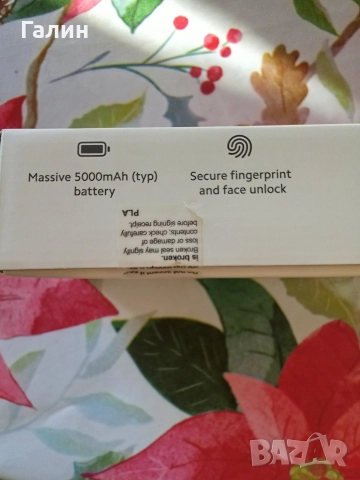 Галин
Massive 5000mAh (typ)
battery
Secure fingerprint
and face unlock
PLA
before signing receipt.
contents, check carefully
loss or damage of
Broken seal may signify
is broken.
BAZAR